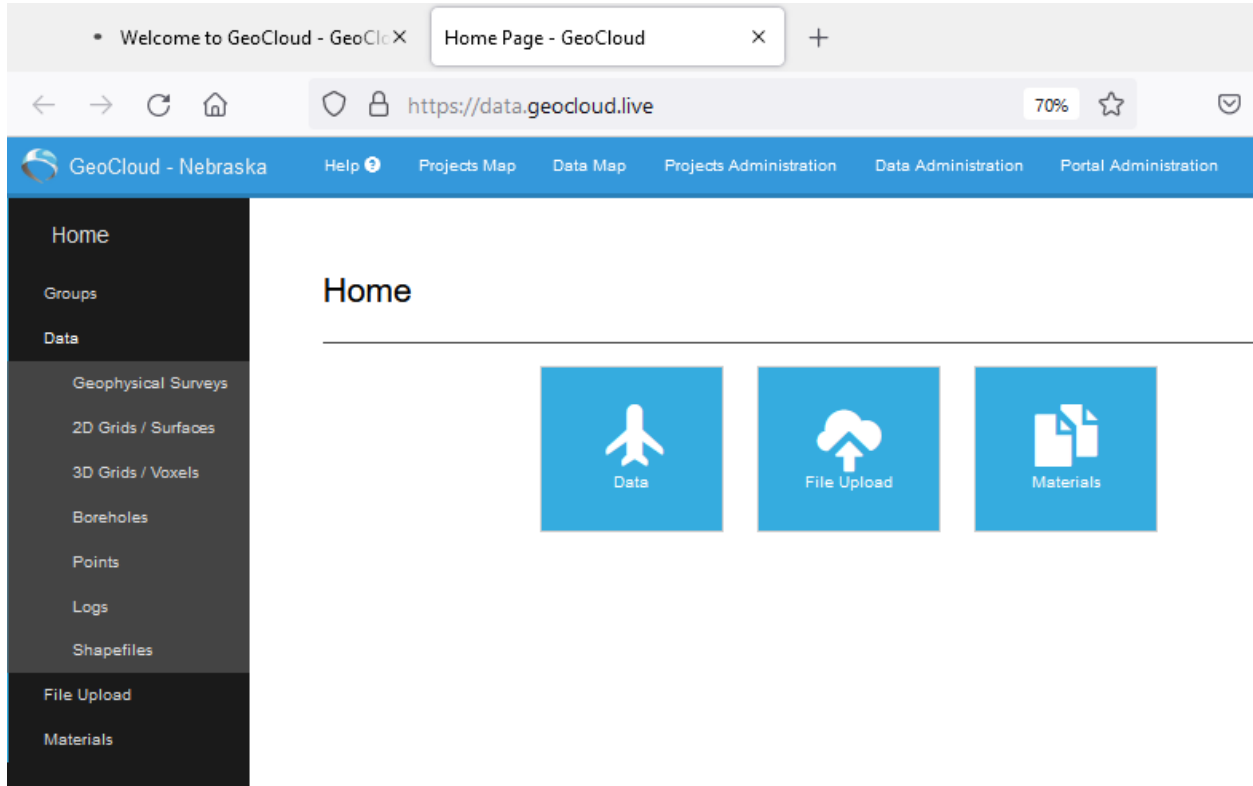 Welcome to GeoCloud - GeoClo
Home Page - GeoCloud
https://data.geocloud.live
70%
GeoCloud - Nebraska
Help ?
Projects Map
Data Map
Projects Administration
Data Administration
Portal Administration
Home
Groups
Data
Geophysical Surveys
2D Grids / Surfaces
3D Grids / Voxels
Boreholes
Points
Logs
Shapefiles
File Upload
Materials
Home
Data
File Upload
Materials